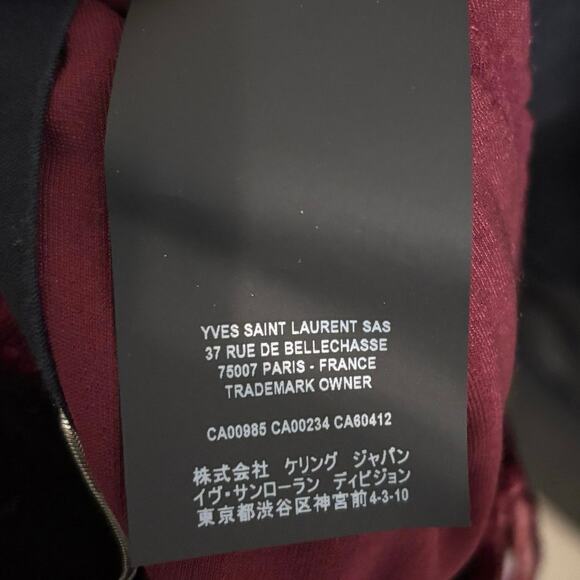 YVES SAINT LAURENT SAS
37 RUE DE BELLECHASSE
75007 PARIS - FRANCE
TRADEMARK OWNER
CA00985 CA00234 CA60412
株式会社 ケリング ジャパン
イヴ・サンローラン ディビジョン
東京都渋谷区神宮前4-3-10